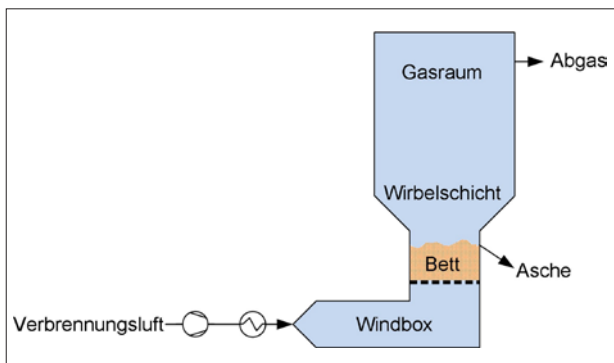 Gasraum
Abgas
Wirbelschicht
Bett
Asche
Verbrennungsluft
Windbox